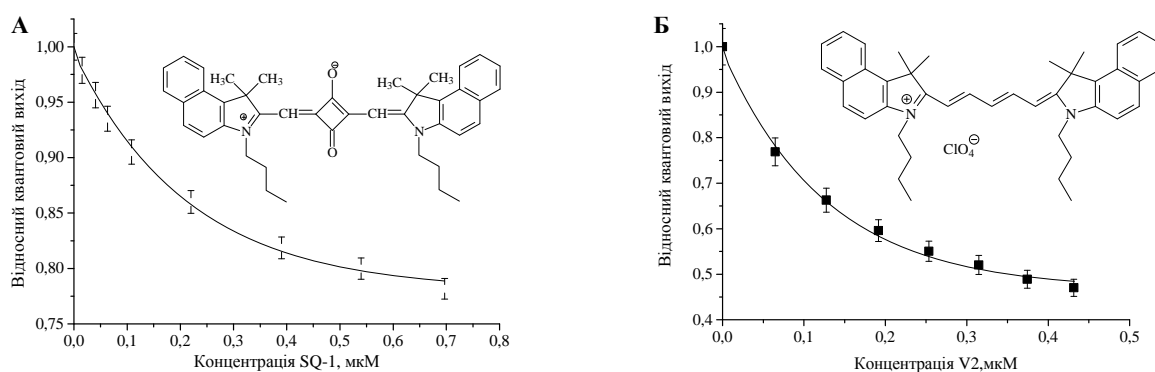 А
Відносний квантовий вихід
1,00
0,95
0,90
0,85
0,80
0,75
0,0 0,1 0,2 0,3 0,4 0,5 0,6 0,7 0,8
Концентрація SQ-1, мкМ
O
⊖
H3C CH3
CH3
H3C
CH CH
⊕
N N
O
Б
Відносний квантовий вихід
1,0
0,9
0,8
0,7
0,6
0,5
0,4
0,0 0,1 0,2 0,3 0,4 0,5
Концентрація V2,мкМ
⊕
N N
ClO4
⊖